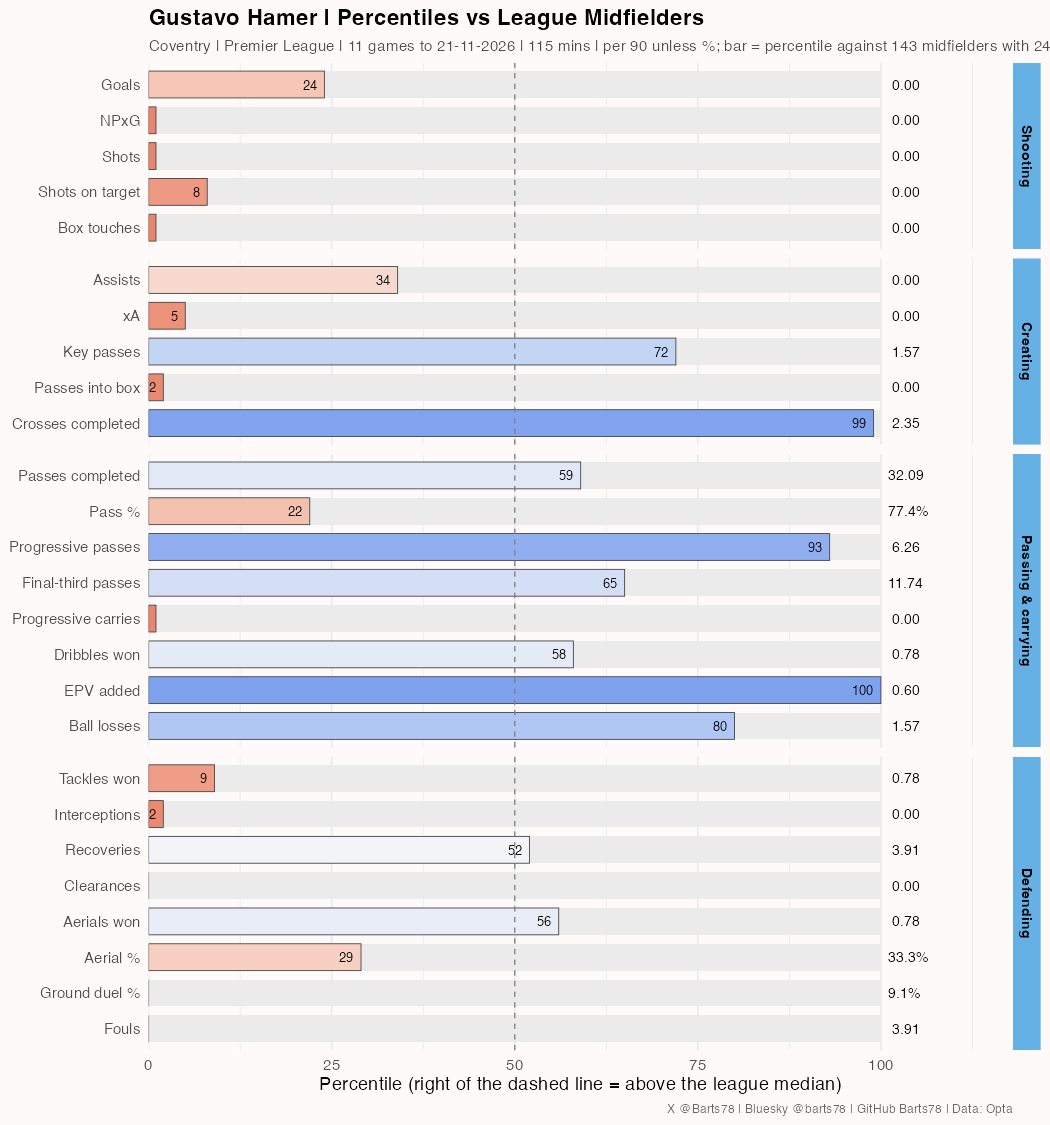 Gustavo Hamer | Percentiles vs League Midfielders
Coventry | Premier League | 11 games to 21-11-2026 | 115 mins | per 90 unless %; bar = percentile against 143 midfielders with 24
Shooting
Goals 24 0.00
NPxG 0.00
Shots 0.00
Shots on target 8 0.00
Box touches 0.00
Creating
Assists 34 0.00
xA 5 0.00
Key passes 72 1.57
Passes into box 2 0.00
Crosses completed 99 2.35
Passing & carrying
Passes completed 59 32.09
Pass % 22 77.4%
Progressive passes 93 6.26
Final-third passes 65 11.74
Progressive carries 0.00
Dribbles won 58 0.78
EPV added 100 0.60
Ball losses 80 1.57
Defending
Tackles won 9 0.78
Interceptions 2 0.00
Recoveries 52 3.91
Clearances 0.00
Aerials won 56 0.78
Aerial % 29 33.3%
Ground duel % 9.1%
Fouls 3.91
0 25 50 75 100
Percentile (right of the dashed line = above the league median)
X @Barts78 | Bluesky @barts78 | GitHub Barts78 | Data: Opta